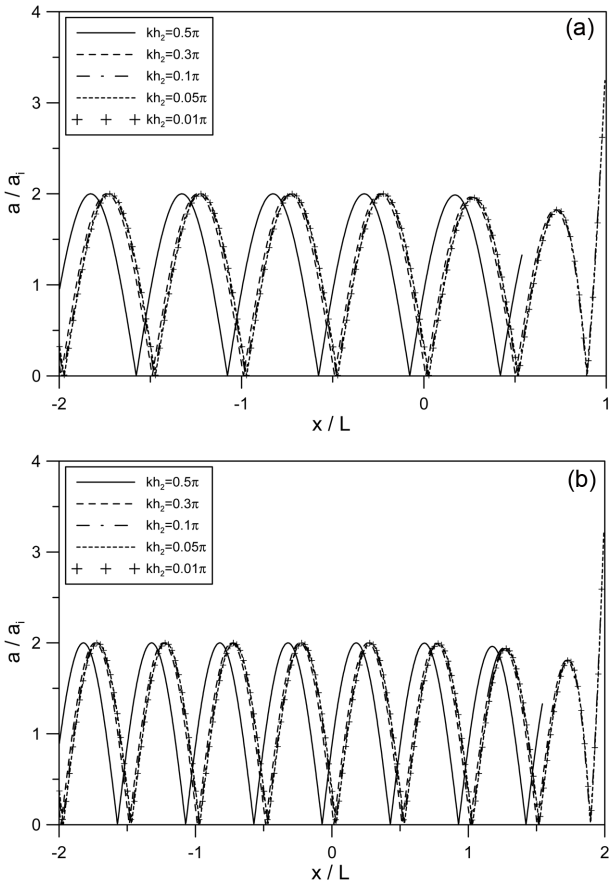 (a)
4
3
2
1
0
a / aᵢ
kh₂=0.5π
kh₂=0.3π
kh₂=0.1π
kh₂=0.05π
kh₂=0.01π
-2 -1 0 1
x / L
(b)
4
3
2
1
0
a / aᵢ
kh₂=0.5π
kh₂=0.3π
kh₂=0.1π
kh₂=0.05π
kh₂=0.01π
-2 -1 0 1 2
x / L